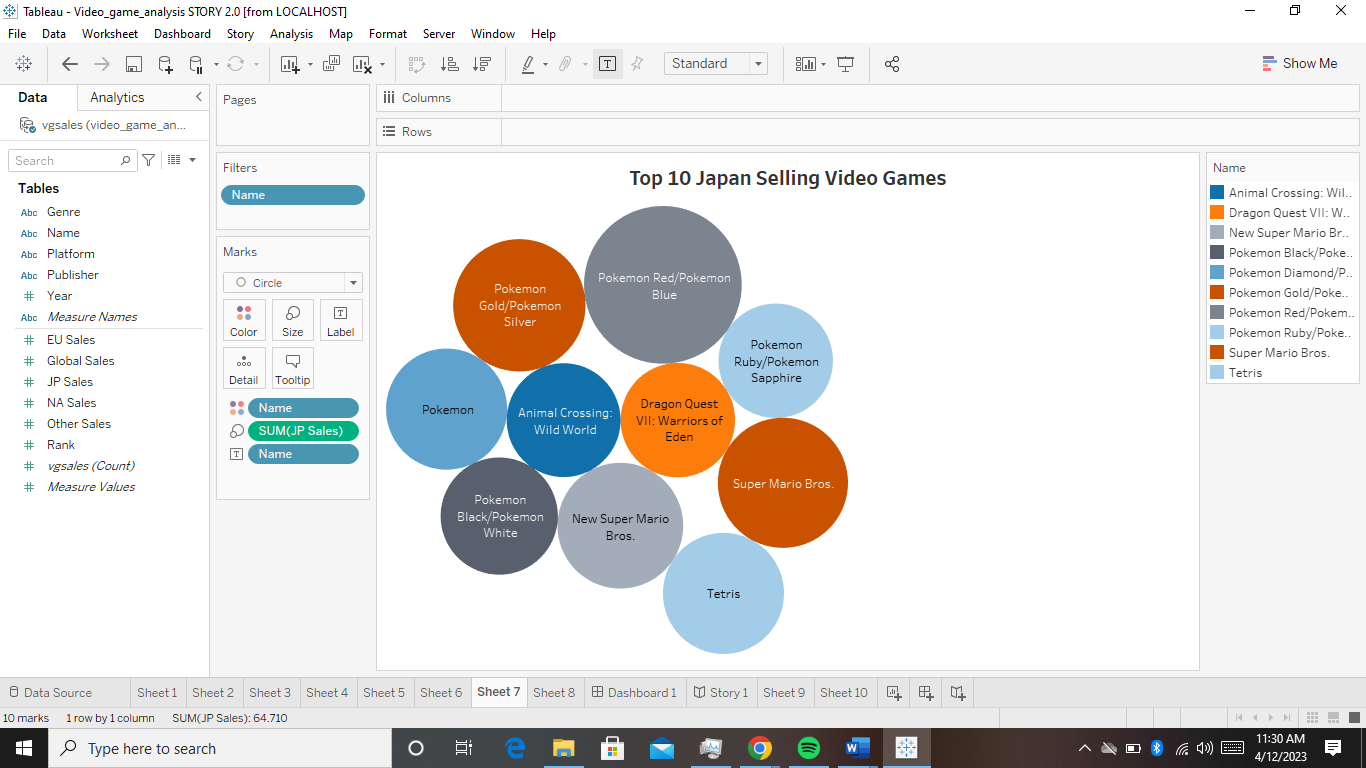 Tableau - Video_game_analysis STORY 2.0 [from LOCALHOST]
File Data Worksheet Dashboard Story Analysis Map Format Server Window Help
Standard
Show Me
Data Analytics
vgsales (video_game_an...
Search
Tables
Abc Genre
Abc Name
Abc Platform
Abc Publisher
# Year
Abc Measure Names
# EU Sales
# Global Sales
# JP Sales
# NA Sales
# Other Sales
# Rank
# vgsales (Count)
# Measure Values
Pages
Filters
Name
Marks
Circle
Color Size Label
Detail Tooltip
Name
SUM(JP Sales)
Name
Columns
Rows
Top 10 Japan Selling Video Games
Pokemon Red/Pokemon
Blue
Pokemon
Gold/Pokemon
Silver
Pokemon
Ruby/Pokemon
Sapphire
Pokemon
Animal Crossing:
Wild World
Dragon Quest
VII: Warriors of
Eden
Super Mario Bros.
Pokemon
Black/Pokemon
White
New Super Mario
Bros.
Tetris
Name
Animal Crossing: Wil..
Dragon Quest VII: W..
New Super Mario Br..
Pokemon Black/Poke..
Pokemon Diamond/P..
Pokemon Gold/Poke..
Pokemon Red/Pokem..
Pokemon Ruby/Poke..
Super Mario Bros.
Tetris
Data Source Sheet 1 Sheet 2 Sheet 3 Sheet 4 Sheet 5 Sheet 6 Sheet 7 Sheet 8 Dashboard 1 Story 1 Sheet 9 Sheet 10
10 marks 1 row by 1 column SUM(JP Sales): 64.710
Type here to search
11:30 AM
4/12/2023